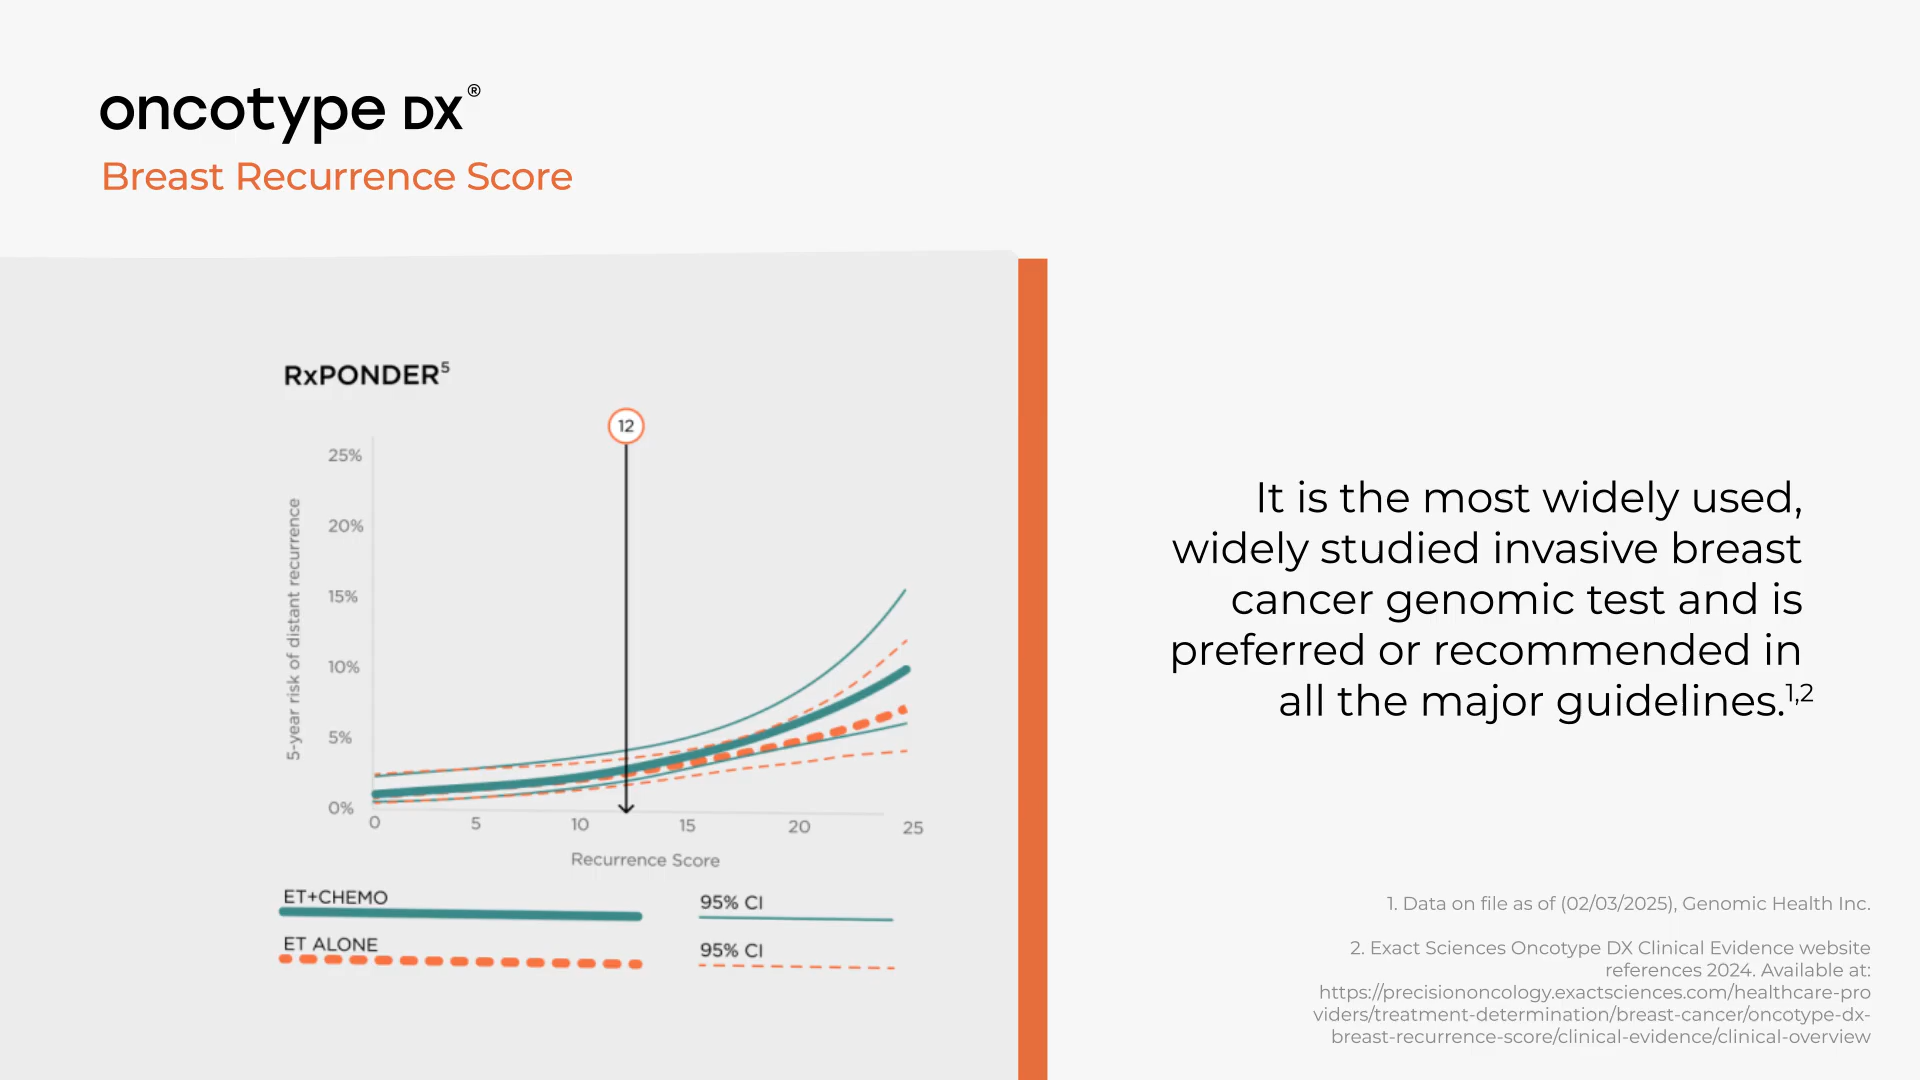 oncotype DX®
Breast Recurrence Score
RxPONDER5
12
25%
20%
15%
10%
5%
0%
5-year risk of distant recurrence
0 5 10 15 20 25
Recurrence Score
ET+CHEMO 95% CI
ET ALONE 95% CI
It is the most widely used,
widely studied invasive breast
cancer genomic test and is
preferred or recommended in
all the major guidelines.1,2
1. Data on file as of (02/03/2025), Genomic Health Inc.
2. Exact Sciences Oncotype DX Clinical Evidence website
references 2024. Available at:
https://precisiononcology.exactsciences.com/healthcare-pro
viders/treatment-determination/breast-cancer/oncotype-dx-
breast-recurrence-score/clinical-evidence/clinical-overview